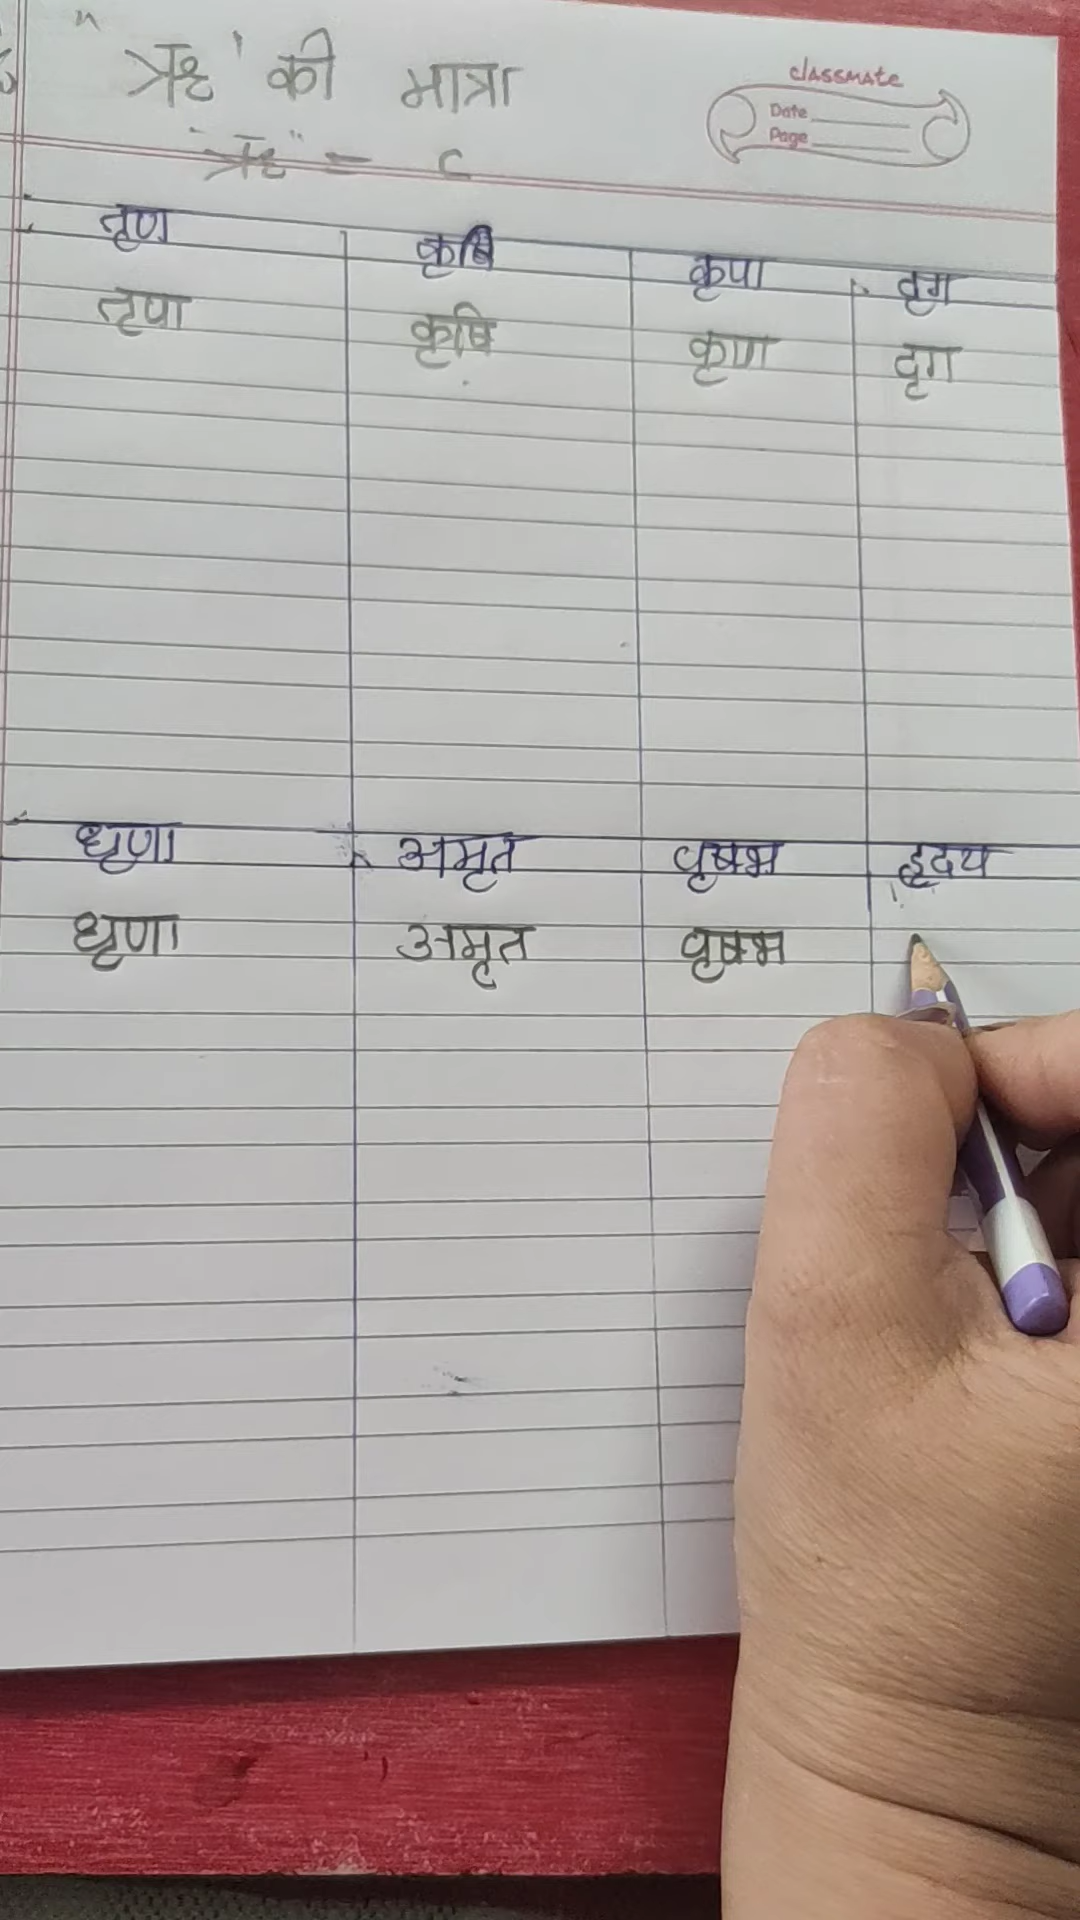 "ऋ' की मात्रा
classmate
Date
Page
"ऋ" = ृ
तृण कृषि कृपा दृग
तृण कृषि कृपा दृग
धृणा अमृत वृषभ हृदय
धृणा अमृत वृषभ